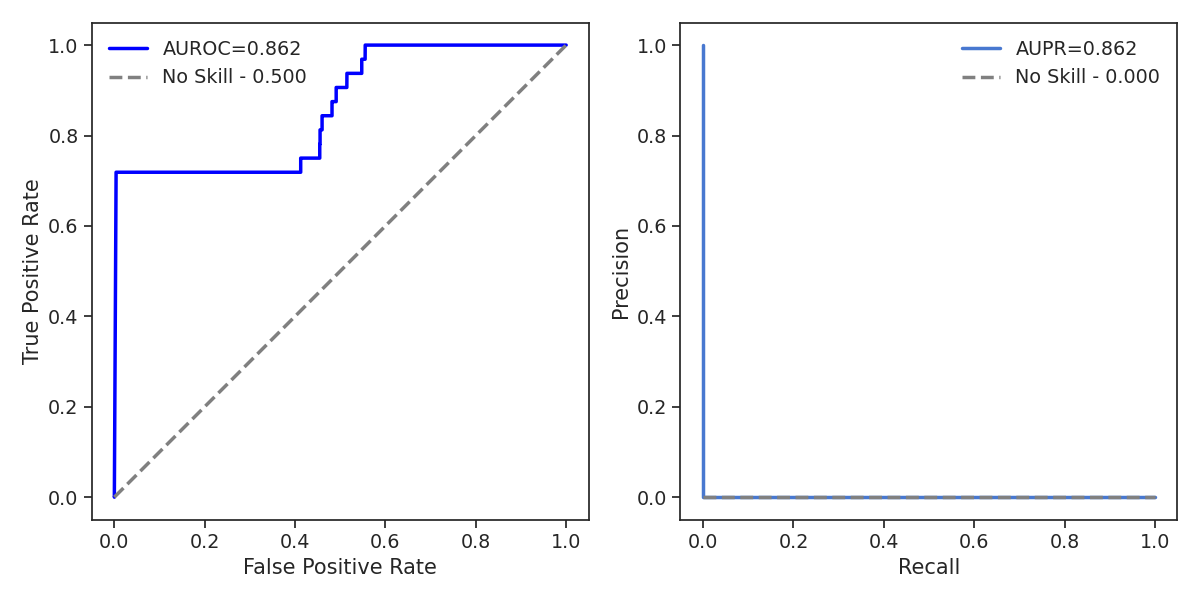 AUROC=0.862
No Skill - 0.500
1.0
0.8
0.6
0.4
0.2
0.0
True Positive Rate
0.0 0.2 0.4 0.6 0.8 1.0
False Positive Rate
AUPR=0.862
No Skill - 0.000
1.0
0.8
0.6
0.4
0.2
0.0
Precision
0.0 0.2 0.4 0.6 0.8 1.0
Recall